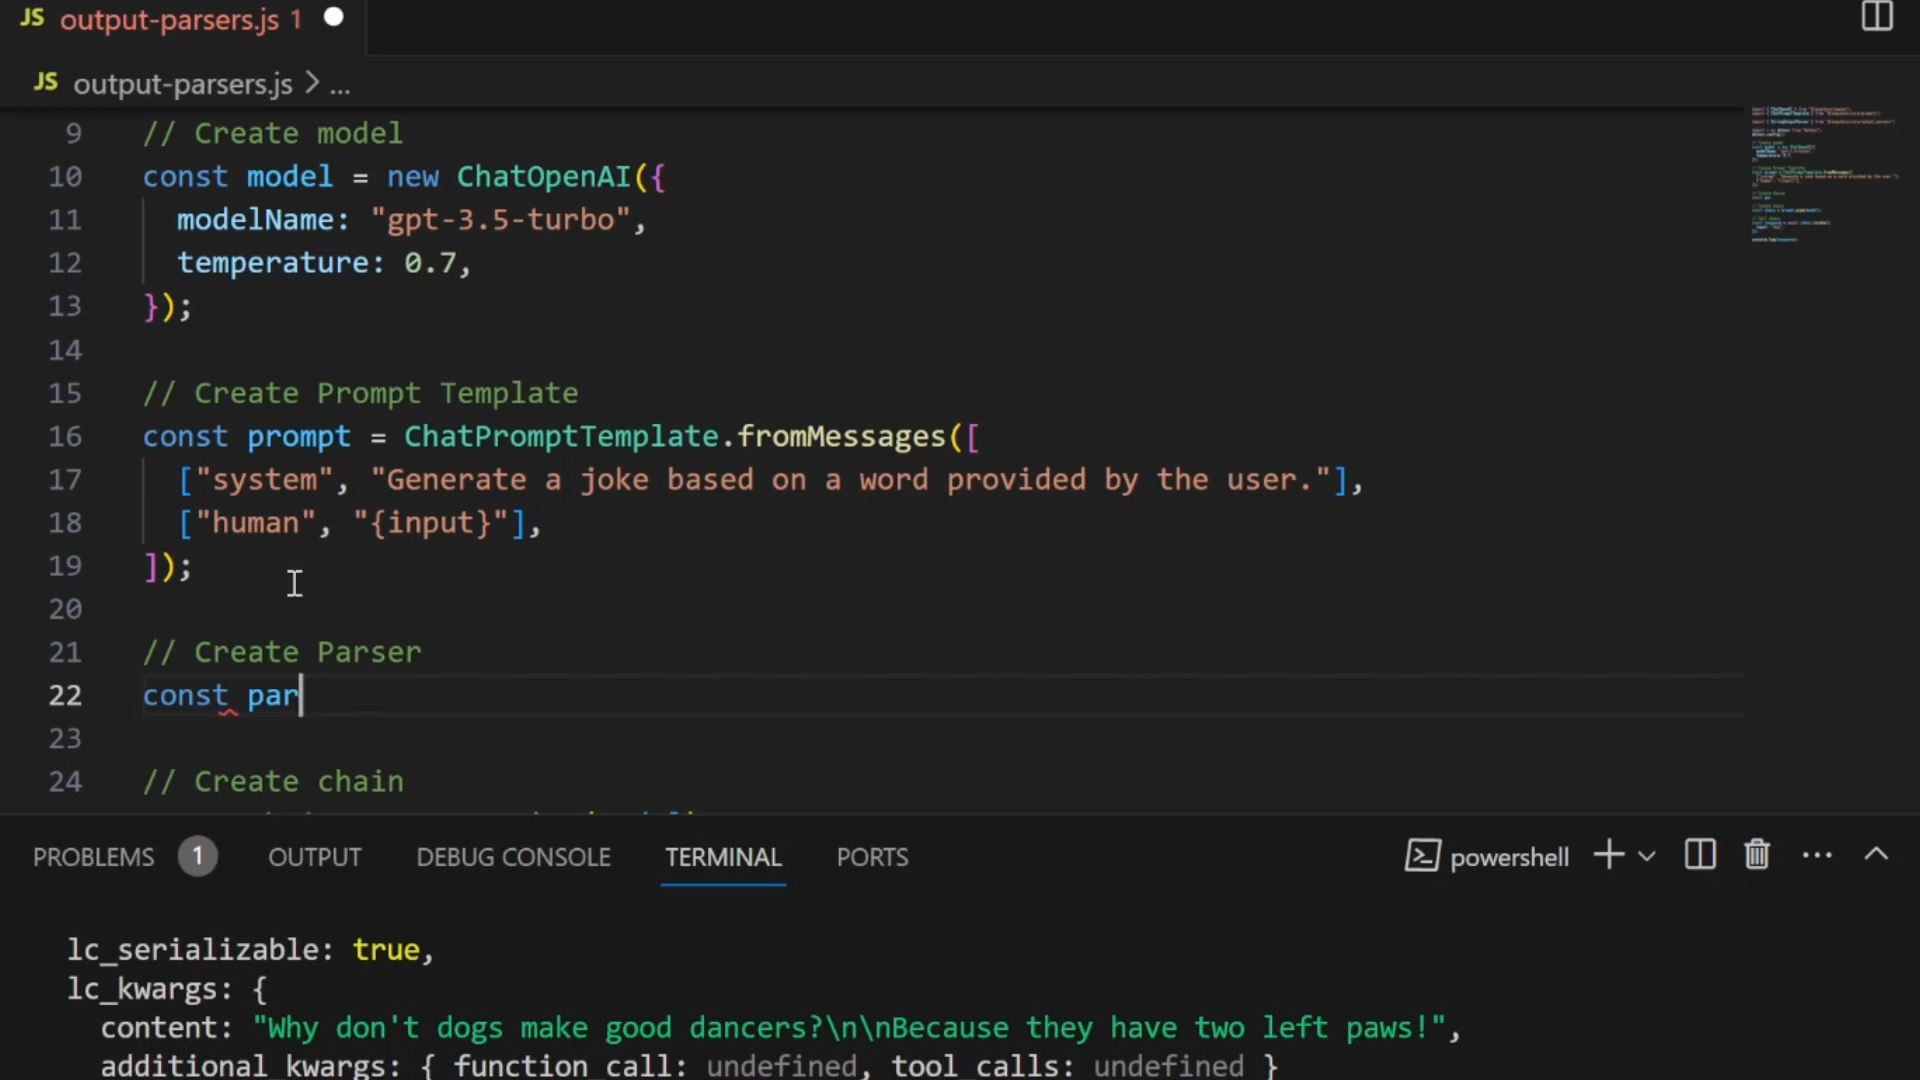 JS output-parsers.js 1
JS output-parsers.js > ...
9 // Create model
10 const model = new ChatOpenAI({
11 modelName: "gpt-3.5-turbo",
12 temperature: 0.7,
13 });
14
15 // Create Prompt Template
16 const prompt = ChatPromptTemplate.fromMessages([
17 ["system", "Generate a joke based on a word provided by the user."],
18 ["human", "{input}"],
19 ]);
20
21 // Create Parser
22 const par
23
24 // Create chain
PROBLEMS 1 OUTPUT DEBUG CONSOLE TERMINAL PORTS powershell
lc_serializable: true,
lc_kwargs: {
content: "Why don't dogs make good dancers?\n\nBecause they have two left paws!",
additional_kwargs: { function_call: undefined, tool_calls: undefined }